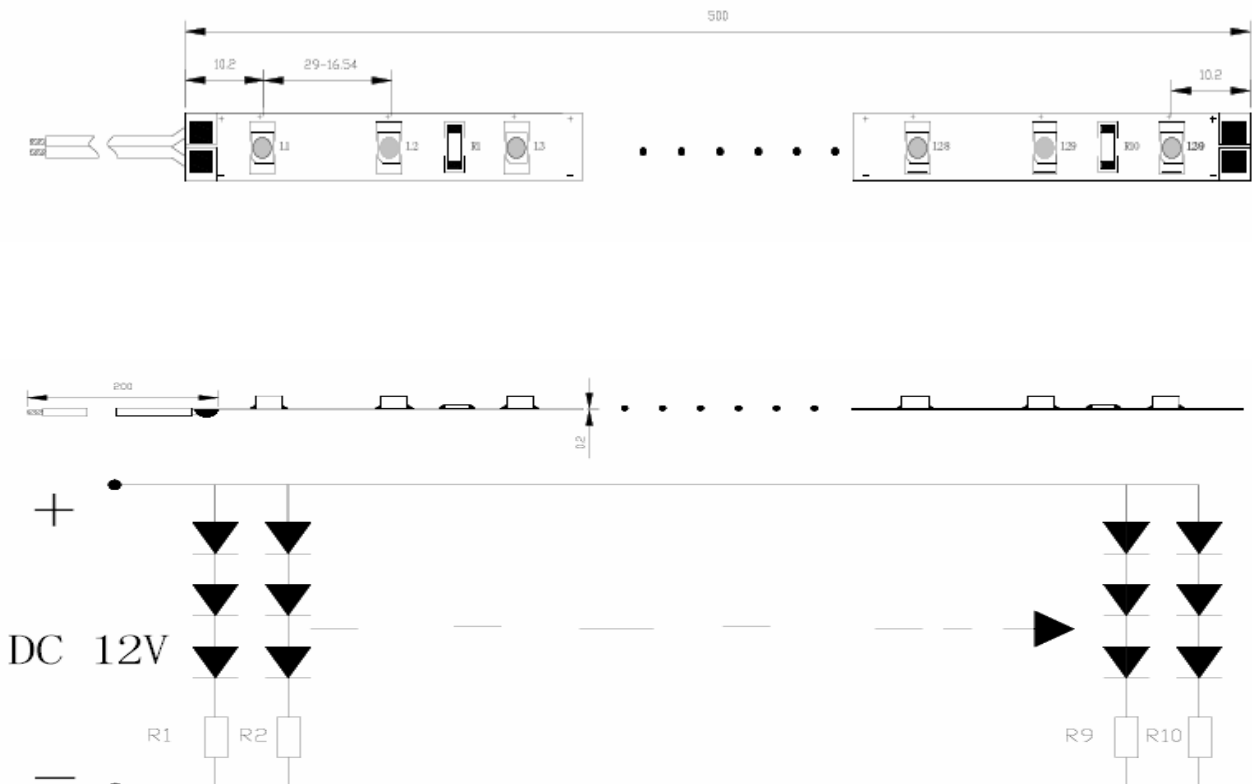 500
10.2 29-16.54 10.2
+ + + +
L1 L2 R1 L3 L28 L29 R10 L30
- - - -
200
0.2
+
DC 12V
R1 R2 R9 R10
-